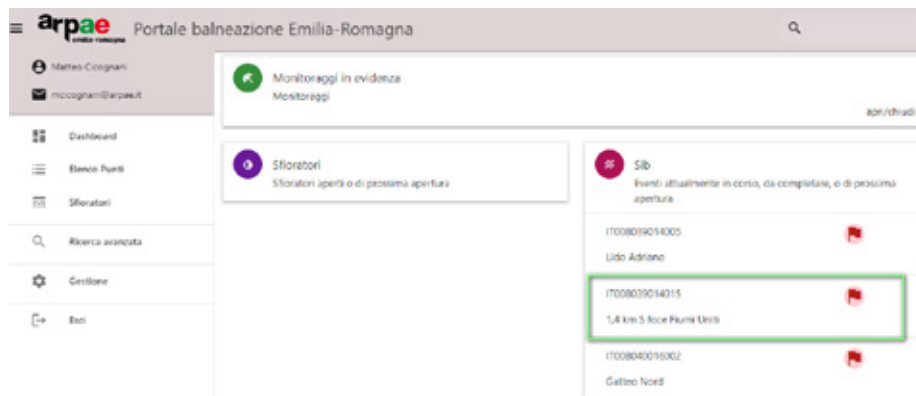 arpae
emilia-romagna
Portale balneazione Emilia-Romagna
Matteo Cicognani
mcicognani@arpae.it
Dashboard
Elenco Punti
Sfioratori
Ricerca avanzata
Gestione
Esci
Monitoraggi in evidenza
Monitoraggi
apri/chiudi
Sfioratori
Sfioratori aperti o di prossima apertura
Sib
Eventi attualmente in corso, da completare, o di prossima
apertura
IT008039014005
Lido Adriano
IT008039014015
1,4 km S foce Fiumi Uniti
IT008040016002
Gatteo Nord